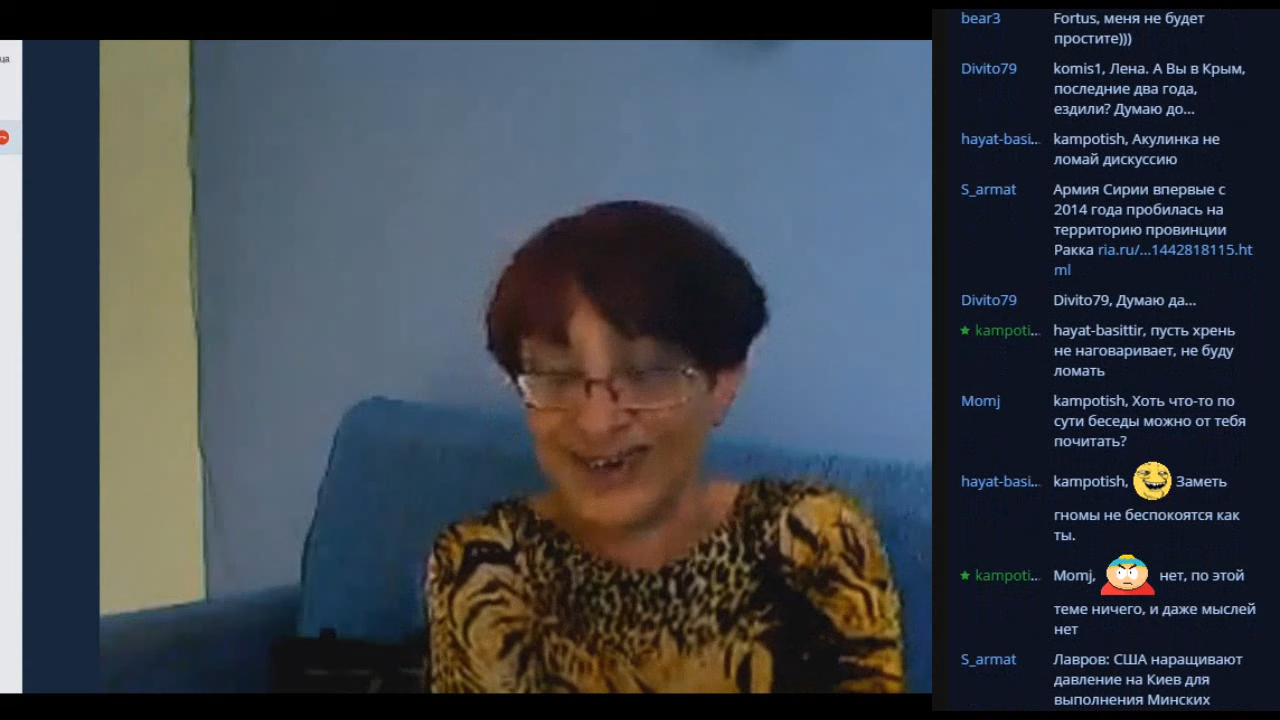 ца
bear3 Fortus, меня не будет
простите)))
Divito79 komis1, Лена. А Вы в Крым,
последние два года,
ездили? Думаю до...
hayat-basi... kampotish, Акулинка не
ломай дискуссию
S_armat Армия Сирии впервые с
2014 года пробилась на
территорию провинции
Ракка ria.ru/...1442818115.ht
ml
Divito79 Divito79, Думаю да...
kampoti... hayat-basittir, пусть хрень
не наговаривает, не буду
ломать
Momj kampotish, Хоть что-то по
сути беседы можно от тебя
почитать?
hayat-basi... kampotish, Заметь
гномы не беспокоятся как
ты.
kampoti... Momj, нет, по этой
теме ничего, и даже мыслей
нет
S_armat Лавров: США наращивают
давление на Киев для
выполнения Минских